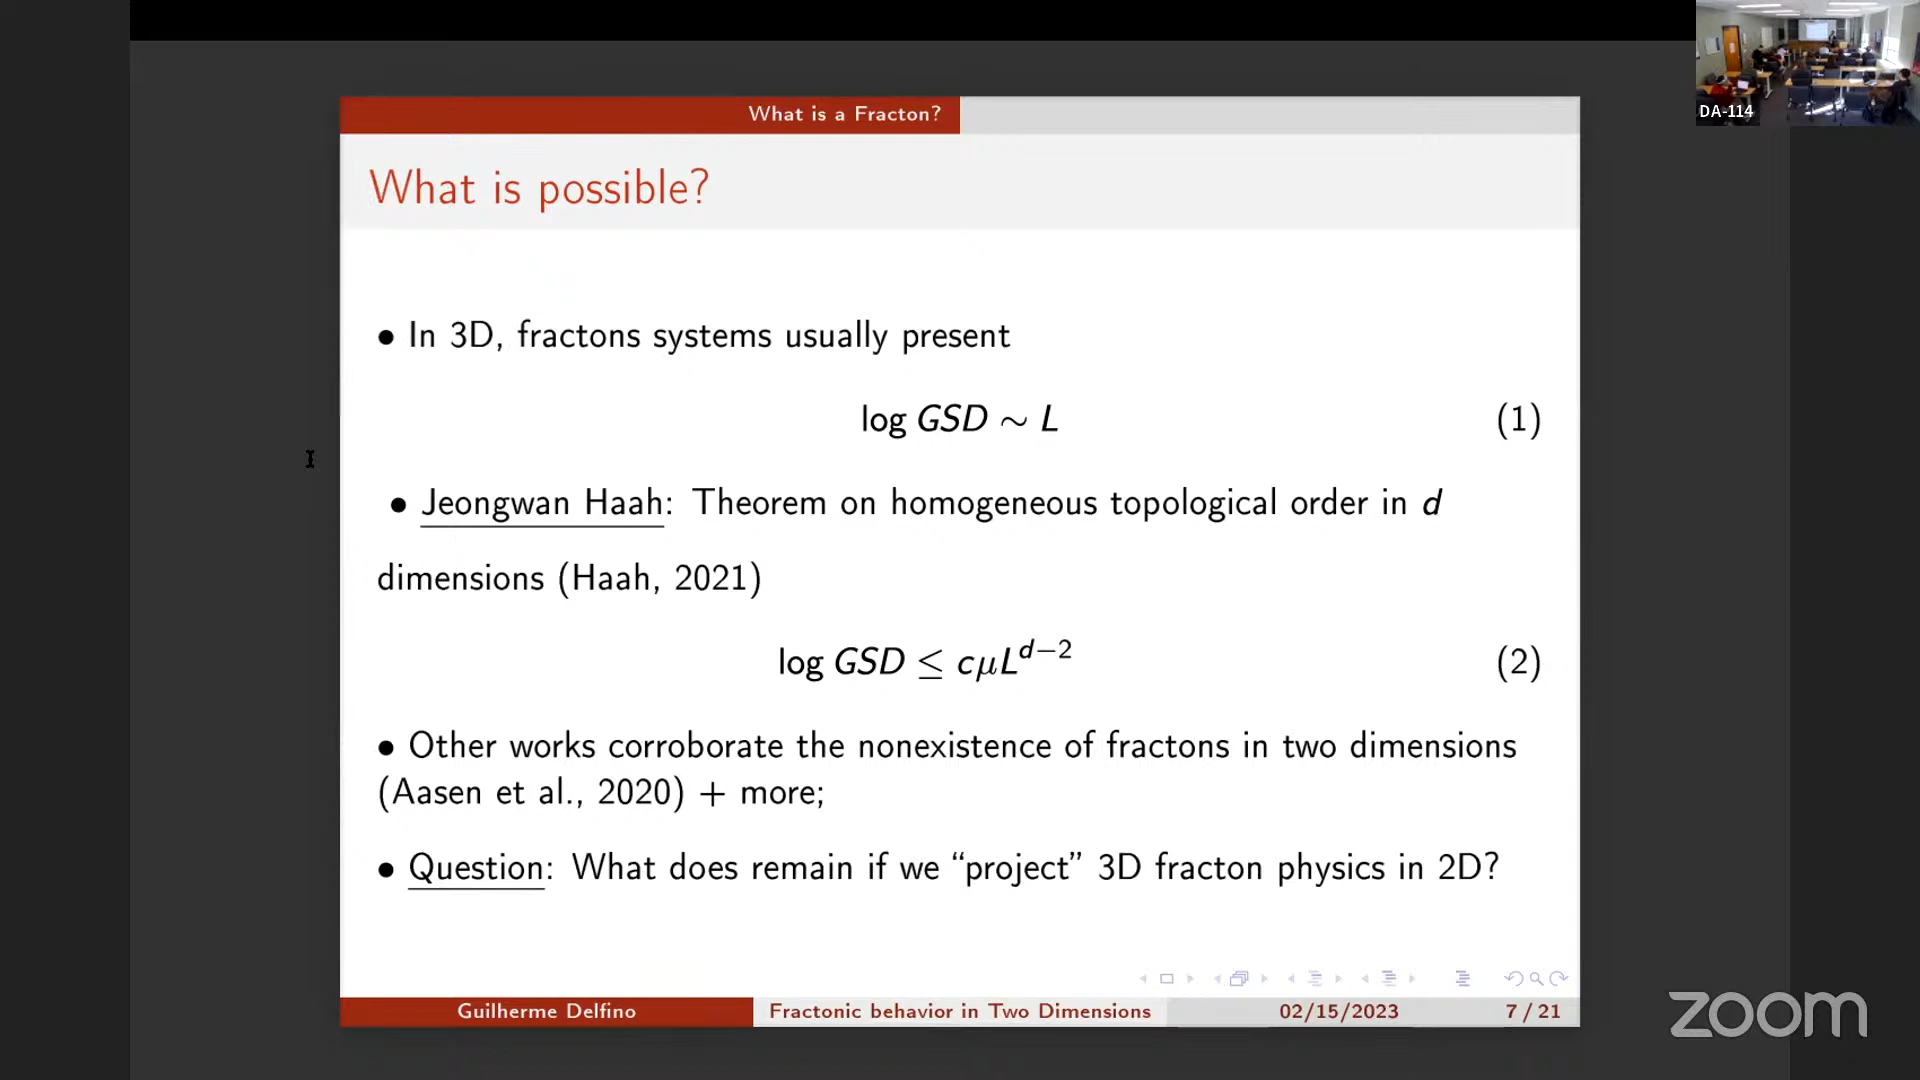 DA-114
What is a Fracton?
What is possible?
• In 3D, fractons systems usually present
log GSD ∼ L (1)
• Jeongwan Haah: Theorem on homogeneous topological order in d
dimensions (Haah, 2021)
log GSD ≤ cμL^{d−2} (2)
• Other works corroborate the nonexistence of fractons in two dimensions
(Aasen et al., 2020) + more;
• Question: What does remain if we “project” 3D fracton physics in 2D?
Guilherme Delfino Fractonic behavior in Two Dimensions 02/15/2023 7 / 21
zoom